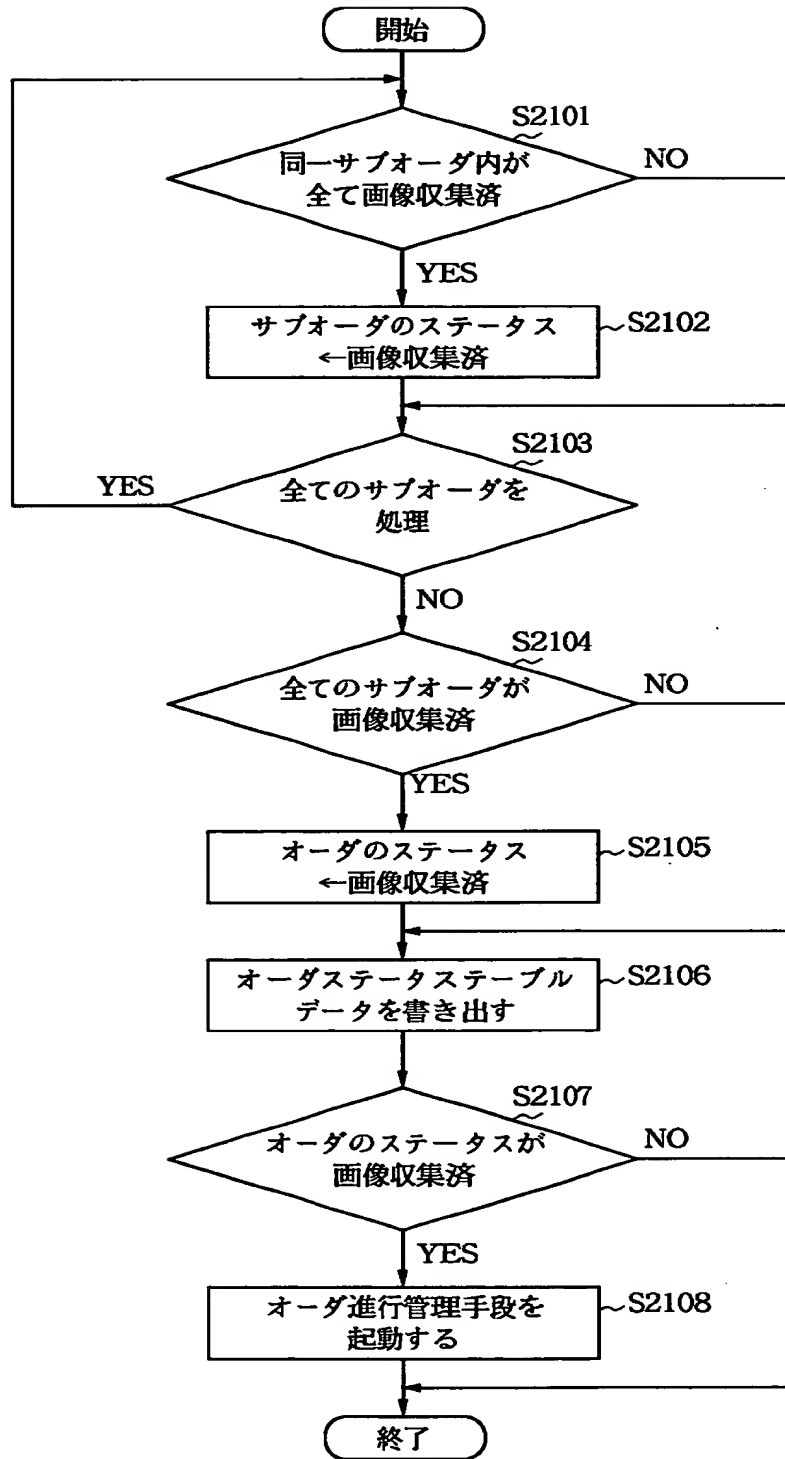 開始
S2101
同一サブオーダ内が
全て画像収集済
NO
YES
サブオーダのステータス
←画像収集済
S2102
S2103
YES
全てのサブオーダを
処理
NO
S2104
全てのサブオーダが
画像収集済
NO
YES
オーダのステータス
←画像収集済
S2105
オーダステータステーブル
データを書き出す
S2106
S2107
オーダのステータスが
画像収集済
NO
YES
オーダ進行管理手段を
起動する
S2108
終了